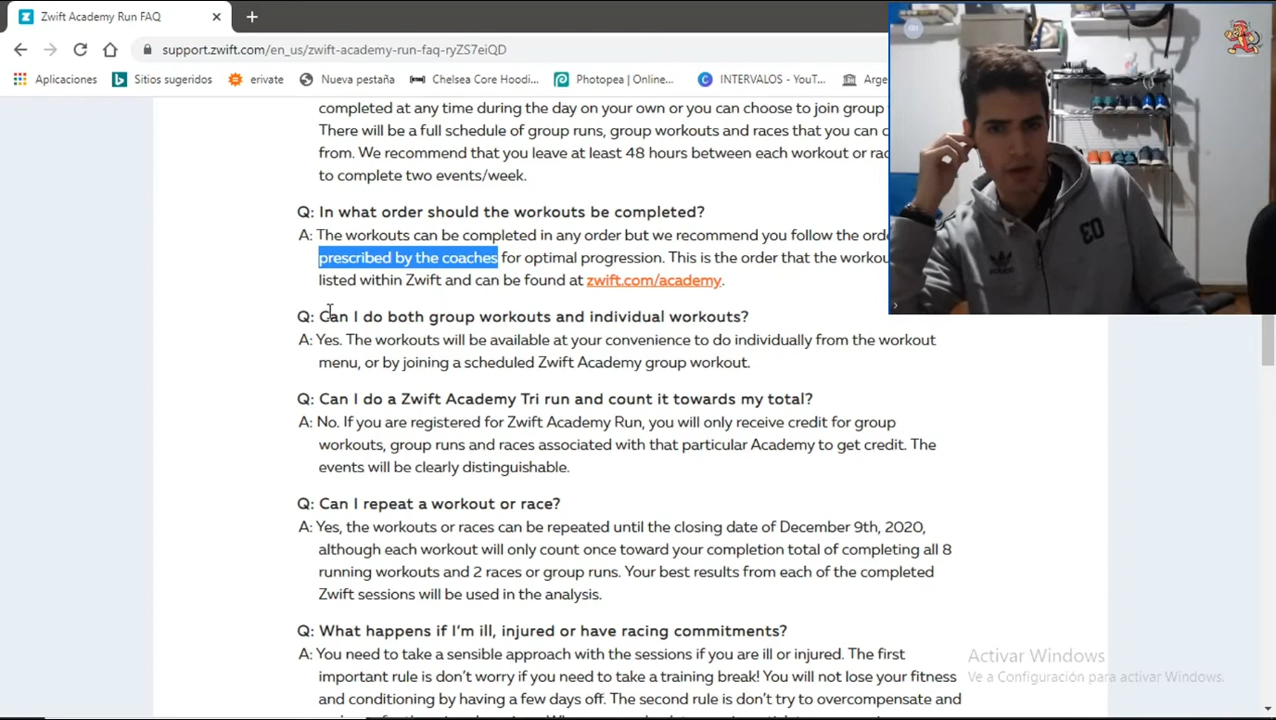 Zwift Academy Run FAQ
support.zwift.com/en_us/zwift-academy-run-faq-ryZS7eiQD
Aplicaciones
Sitios sugeridos
erivate
Nueva pestaña
Chelsea Core Hoodi...
Photopea | Online...
INTERVALOS - YouT...
Arge
completed at any time during the day on your own or you can choose to join group
There will be a full schedule of group runs, group workouts and races that you can c
from. We recommend that you leave at least 48 hours between each workout or rac
to complete two events/week.
Q: In what order should the workouts be completed?
A: The workouts can be completed in any order but we recommend you follow the orde
prescribed by the coaches for optimal progression. This is the order that the workou
listed within Zwift and can be found at zwift.com/academy.
Q: Can I do both group workouts and individual workouts?
A: Yes. The workouts will be available at your convenience to do individually from the workout
menu, or by joining a scheduled Zwift Academy group workout.
Q: Can I do a Zwift Academy Tri run and count it towards my total?
A: No. If you are registered for Zwift Academy Run, you will only receive credit for group
workouts, group runs and races associated with that particular Academy to get credit. The
events will be clearly distinguishable.
Q: Can I repeat a workout or race?
A: Yes, the workouts or races can be repeated until the closing date of December 9th, 2020,
although each workout will only count once toward your completion total of completing all 8
running workouts and 2 races or group runs. Your best results from each of the completed
Zwift sessions will be used in the analysis.
Q: What happens if I'm ill, injured or have racing commitments?
A: You need to take a sensible approach with the sessions if you are ill or injured. The first
important rule is don't worry if you need to take a training break! You will not lose your fitness
and conditioning by having a few days off. The second rule is don't try to overcompensate and
Activar Windows
Ve a Configuración para activar Windows.